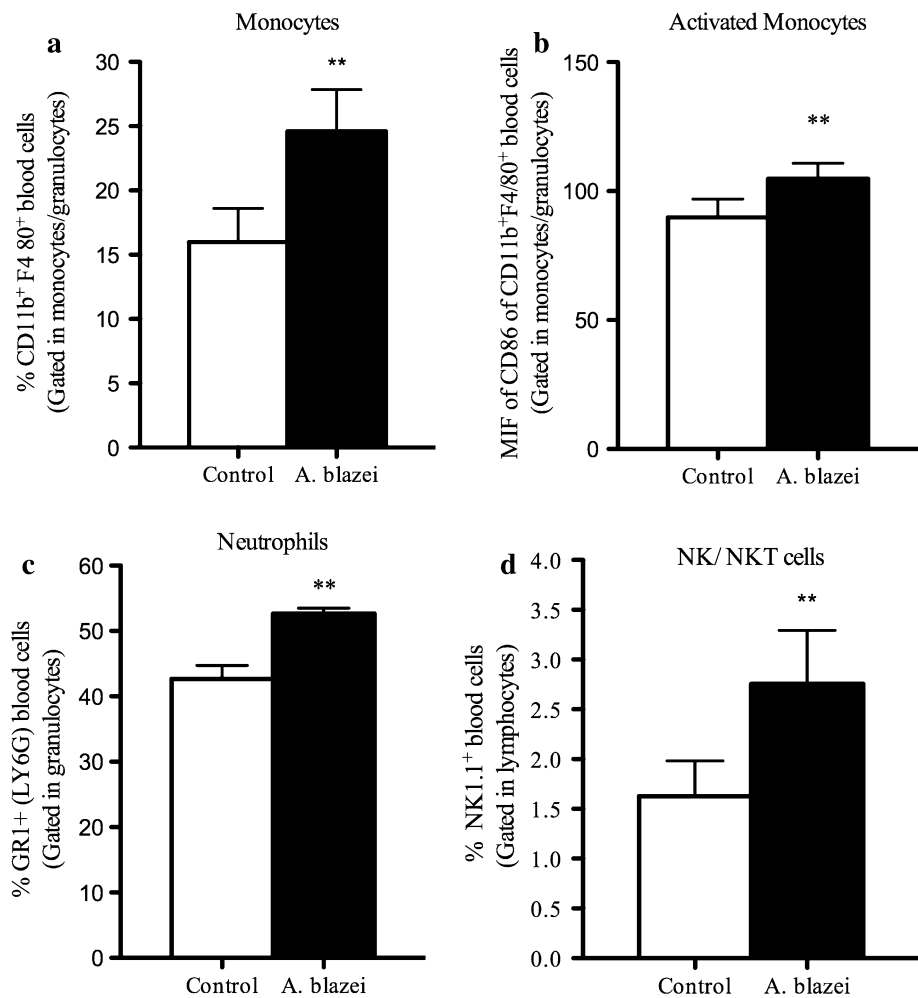 a
Monocytes
% CD11b+ F4 80+ blood cells
(Gated in monocytes/granulocytes)
30
25
20
15
10
5
0
**
Control
A. blazei
b
Activated Monocytes
MIF of CD86 of CD11b+F4/80+ blood cells
(Gated in monocytes/granulocytes)
150
100
50
0
**
Control
A. blazei
c
Neutrophils
% GR1+ (LY6G) blood cells
(Gated in granulocytes)
60
50
40
30
20
10
0
**
Control
A. blazei
d
NK/ NKT cells
% NK1.1+ blood cells
(Gated in lymphocytes)
4.0
3.5
3.0
2.5
2.0
1.5
1.0
0.5
0.0
**
Control
A. blazei